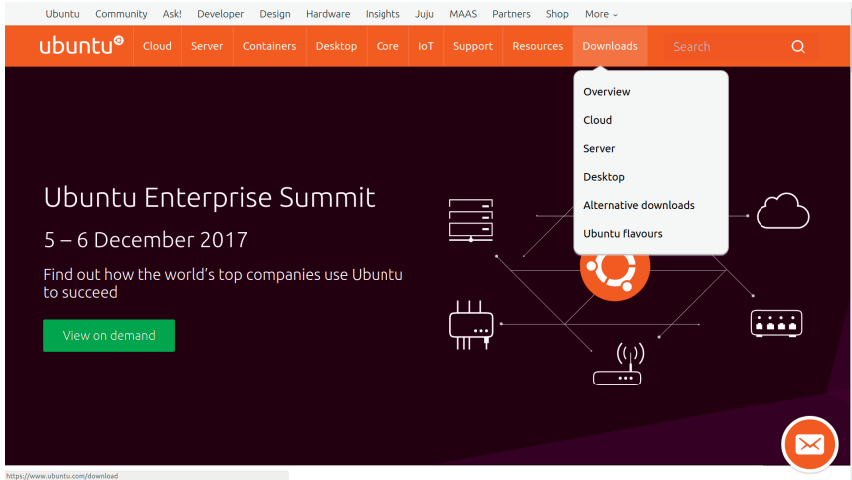 Ubuntu Community Ask! Developer Design Hardware Insights Juju MAAS Partners Shop More
ubuntu Cloud Server Containers Desktop Core IoT Support Resources Downloads Search
Overview
Cloud
Server
Desktop
Alternative downloads
Ubuntu flavours
Ubuntu Enterprise Summit
5 – 6 December 2017
Find out how the world's top companies use Ubuntu
to succeed
View on demand
https://www.ubuntu.com/download